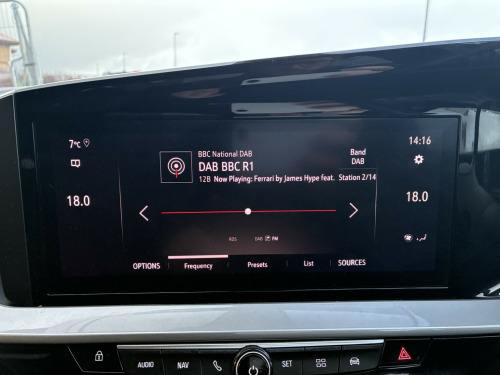 7°C
14:16
BBC National DAB
Band
DAB BBC R1
DAB
12B Now Playing: Ferrari by James Hype feat. Station 2/14
18.0
18.0
RDS DAB FM
OPTIONS Frequency Presets List SOURCES
AUDIO NAV SET